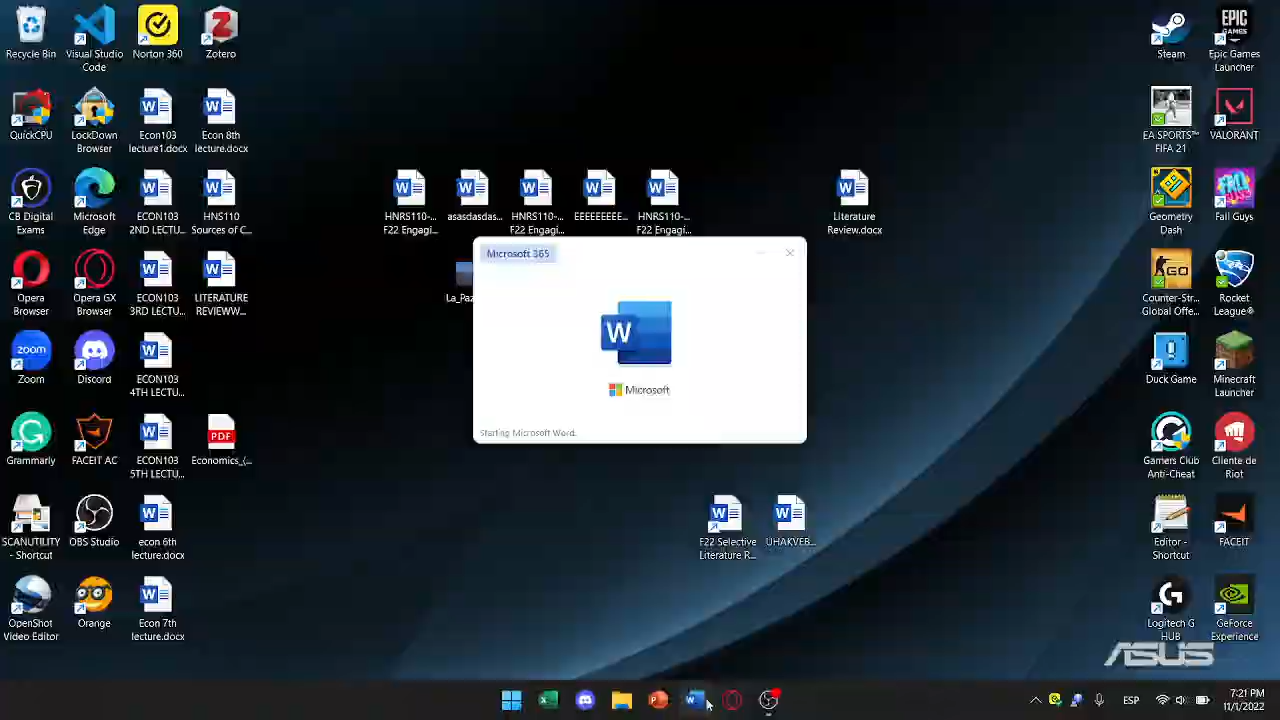 Recycle Bin
Visual Studio
Code
Norton 360
Zotero
Steam
Epic Games
Launcher
EPIC
GAMES
QuickCPU
LockDown
Browser
Econ103
lecture1.docx
Econ 8th
lecture.docx
EA SPORTS™
FIFA 21
VALORANT
CB Digital
Exams
Microsoft
Edge
ECON103
2ND LECTU...
HNS110
Sources of C...
HNRS110-...
F22 Engagi...
asasdasdas...
HNRS110-...
F22 Engagi...
EEEEEEEEE...
HNRS110-...
F22 Engagi...
Literature
Review.docx
Geometry
Dash
Fall Guys
Opera
Browser
Opera GX
Browser
ECON103
3RD LECTU...
LITERATURE
REVIEWW...
Microsoft 365
W
Microsoft
Starting Microsoft Word.
Counter-Str...
Global Offe...
Rocket
League®
zoom
Zoom
Discord
ECON103
4TH LECTU...
Duck Game
Minecraft
Launcher
Grammarly
FACEIT AC
ECON103
5TH LECTU...
PDF
Economics_(...
Gamers Club
Anti-Cheat
Cliente de
Riot
SCANUTILITY
- Shortcut
OBS Studio
econ 6th
lecture.docx
F22 Selective
Literature R...
UHAKVEB...
Editor -
Shortcut
FACEIT
OpenShot
Video Editor
Orange
Econ 7th
lecture.docx
Logitech G
HUB
GeForce
Experience
ASUS
ESP
7:21 PM
11/1/2022